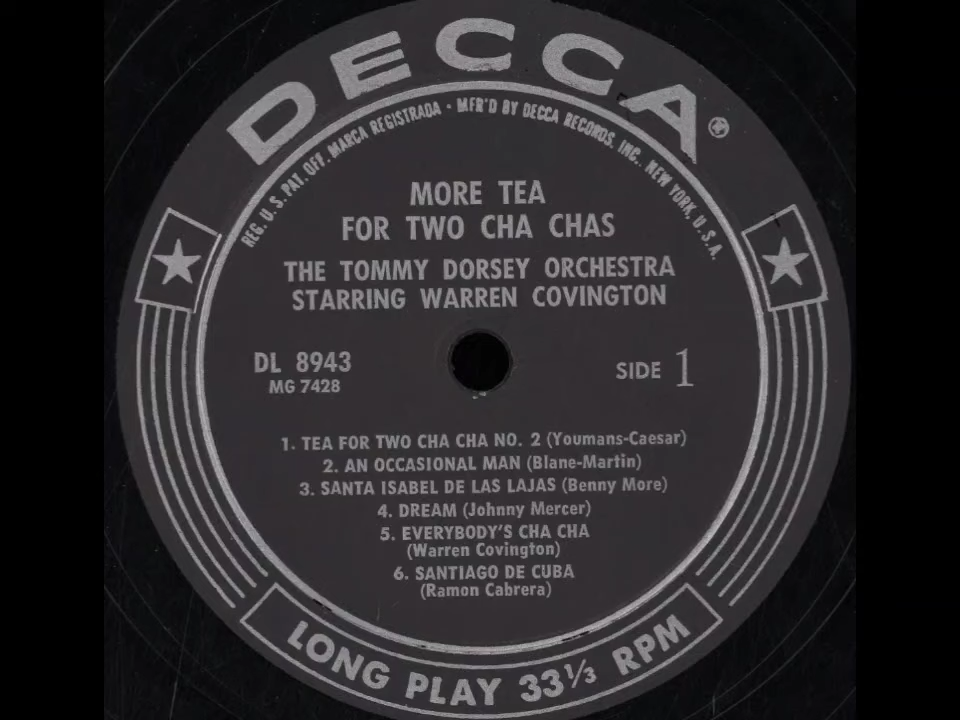 DECCA®
REG. U.S. PAT. OFF. MARCA REGISTRADA • MFR'D BY DECCA RECORDS, INC., NEW YORK, U.S.A.
MORE TEA
FOR TWO CHA CHAS
THE TOMMY DORSEY ORCHESTRA
STARRING WARREN COVINGTON
DL 8943
MG 7428
SIDE 1
1. TEA FOR TWO CHA CHA NO. 2 (Youmans-Caesar)
2. AN OCCASIONAL MAN (Blane-Martin)
3. SANTA ISABEL DE LAS LAJAS (Benny More)
4. DREAM (Johnny Mercer)
5. EVERYBODY'S CHA CHA
(Warren Covington)
6. SANTIAGO DE CUBA
(Ramon Cabrera)
LONG PLAY 33⅓ RPM